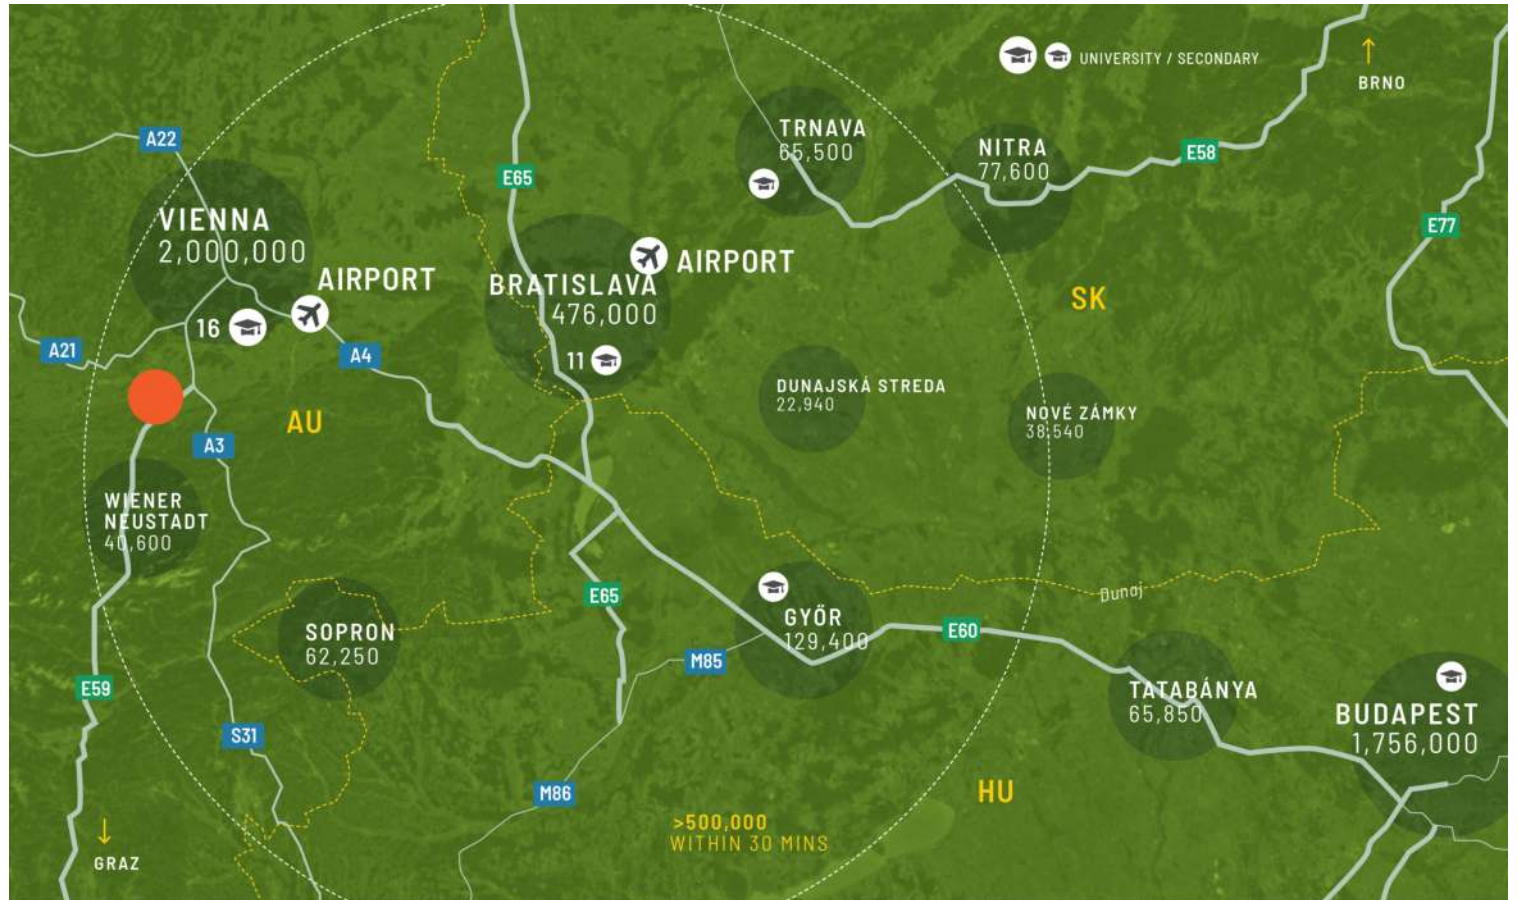 UNIVERSITY / SECONDARY
BRNO
A22
TRNAVA
65,500
NITRA
77,600
E58
E65
VIENNA
2,000,000
E77
AIRPORT
AIRPORT
BRATISLAVA
476,000
SK
16
A21
A4
11
DUNAJSKÁ STREDA
22,940
NOVÉ ZÁMKY
38,540
AU
A3
WIENER
NEUSTADT
40,600
E65
Dunaj
GYŐR
129,400
E60
SOPRON
62,250
M85
E59
TATABÁNYA
65,850
BUDAPEST
1,756,000
S31
M86
HU
>500,000
WITHIN 30 MINS
GRAZ